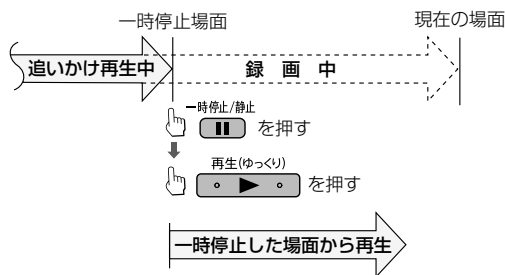 一時停止場面
現在の場面
追いかけ再生中
録画中
一時停止/静止
を押す
再生(ゆっくり)
を押す
一時停止した場面から再生